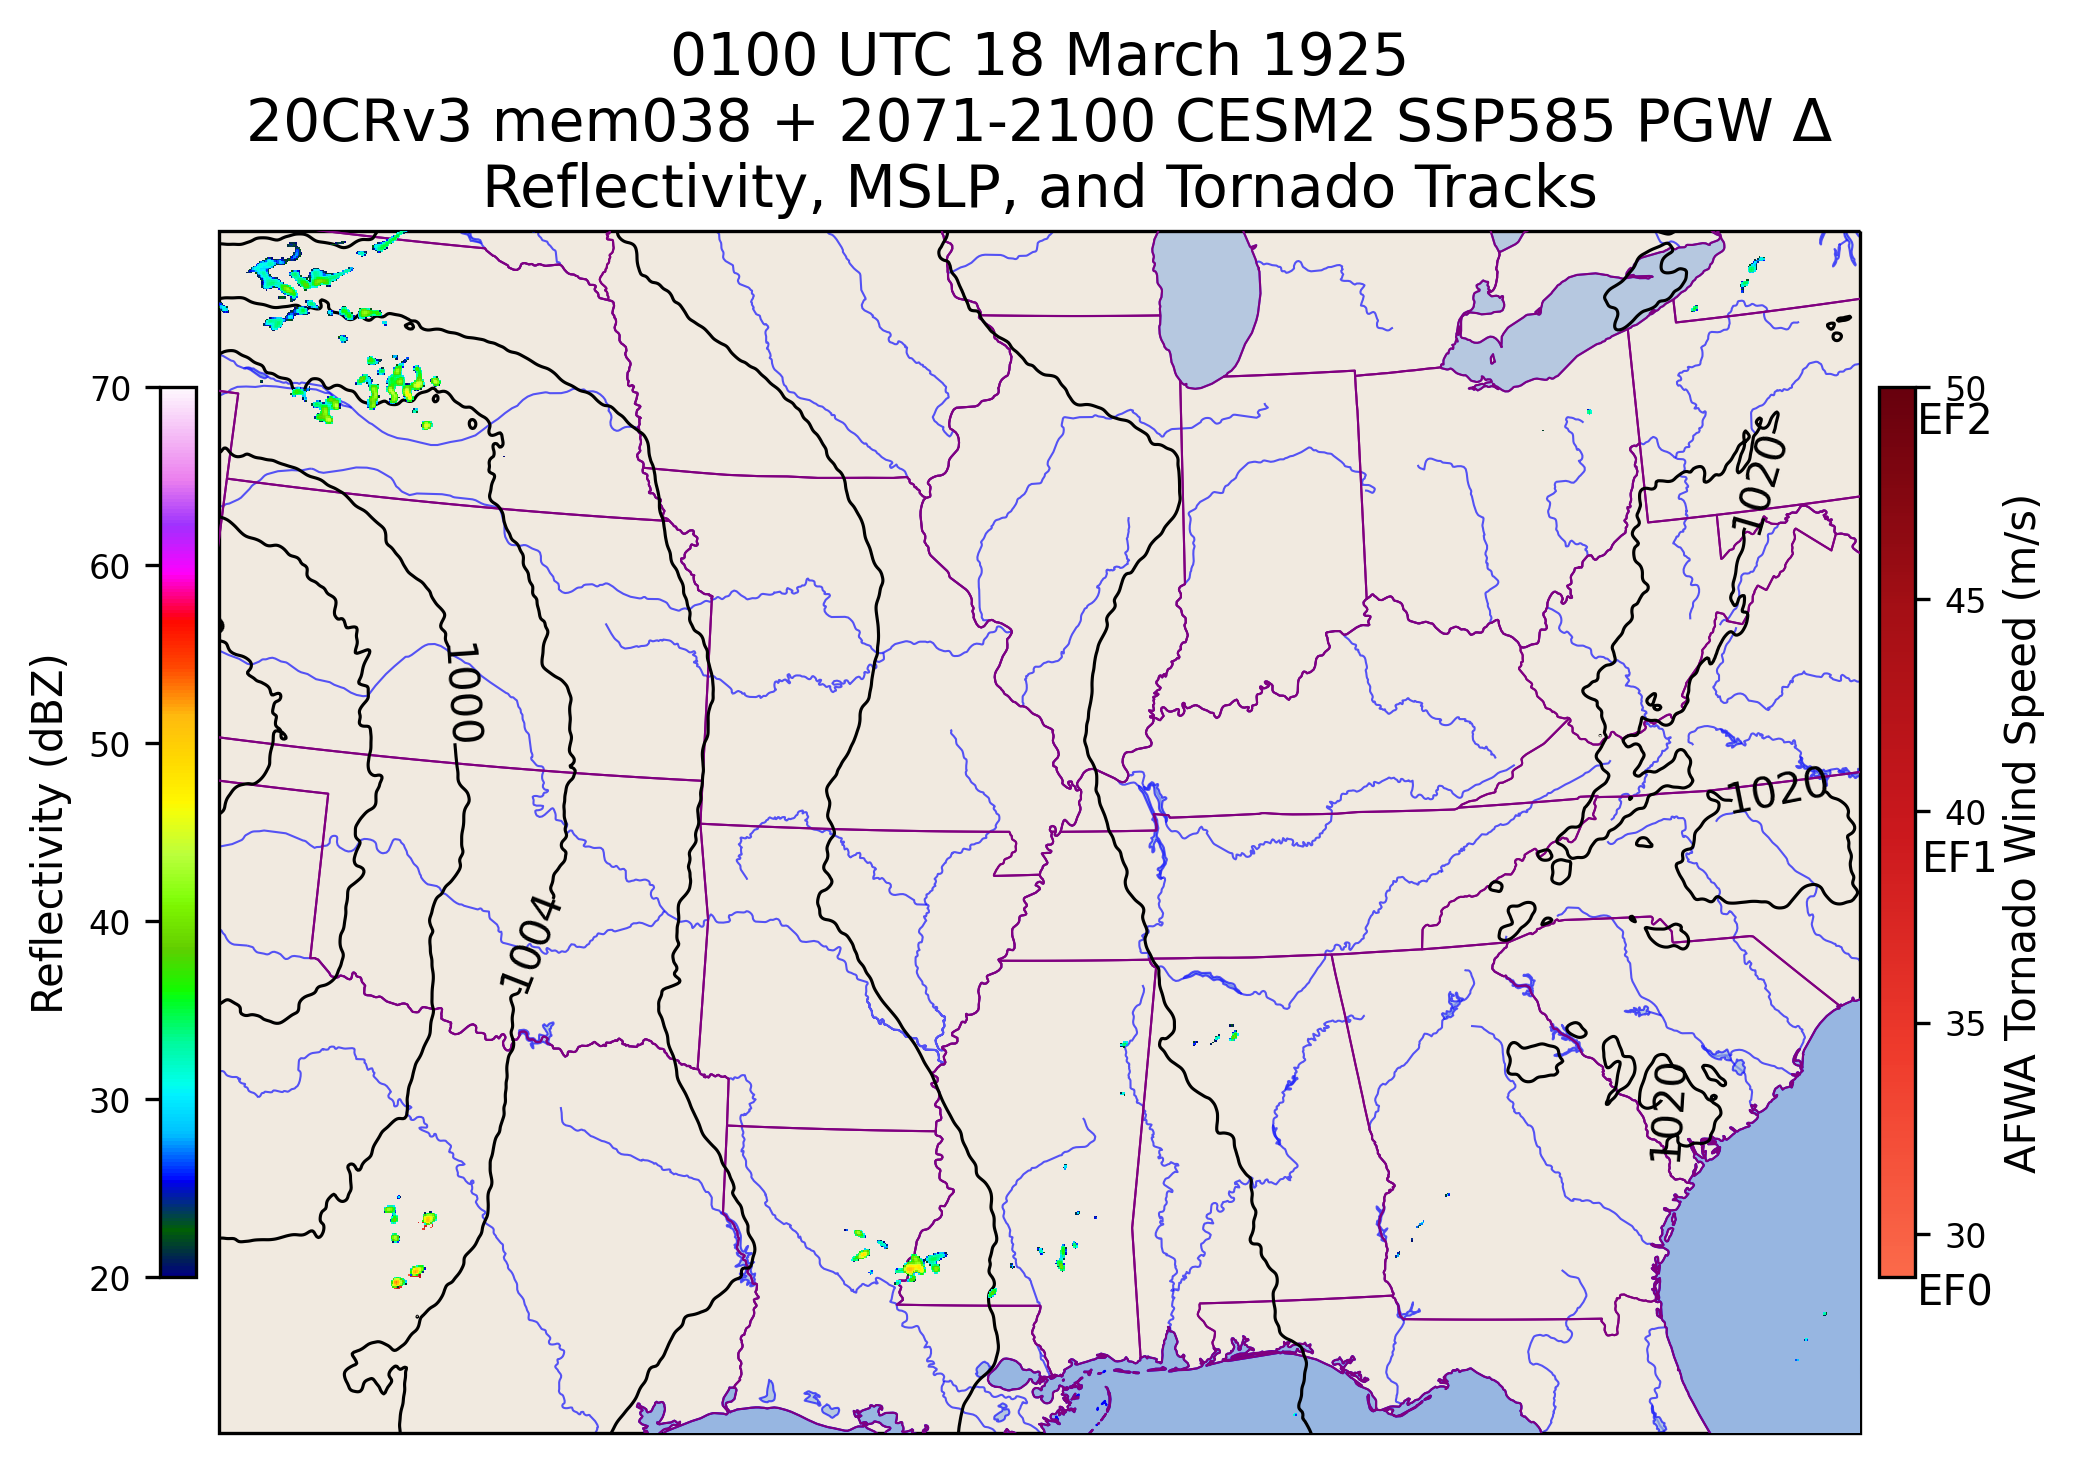 0100 UTC 18 March 1925
20CRv3 mem038 + 2071-2100 CESM2 SSP585 PGW Δ
Reflectivity, MSLP, and Tornado Tracks
70
60
50
40
30
20
Reflectivity (dBZ)
1000
1004
1020
1020
1020
50
EF2
45
40
EF1
35
30
EF0
AFWA Tornado Wind Speed (m/s)